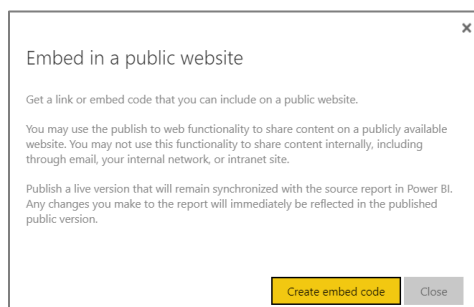 Embed in a public website
Get a link or embed code that you can include on a public website.
You may use the publish to web functionality to share content on a publicly available
website. You may not use this functionality to share content internally, including
through email, your internal network, or intranet site.
Publish a live version that will remain synchronized with the source report in Power BI.
Any changes you make to the report will immediately be reflected in the published
public version.
Create embed code Close